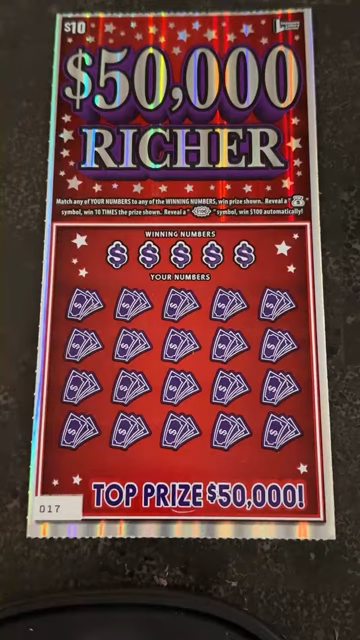 $10
$50,000
RICHER
Match any of YOUR NUMBERS to any of the WINNING NUMBERS, win prize shown. Reveal a "
" symbol, win 10 TIMES the prize shown. Reveal a " $100 " symbol, win $100 automatically!
WINNING NUMBERS
$ $ $ $ $
YOUR NUMBERS
$ $ $ $ $
$ $ $ $ $
$ $ $ $ $
$ $ $ $ $
TOP PRIZE $50,000!
017